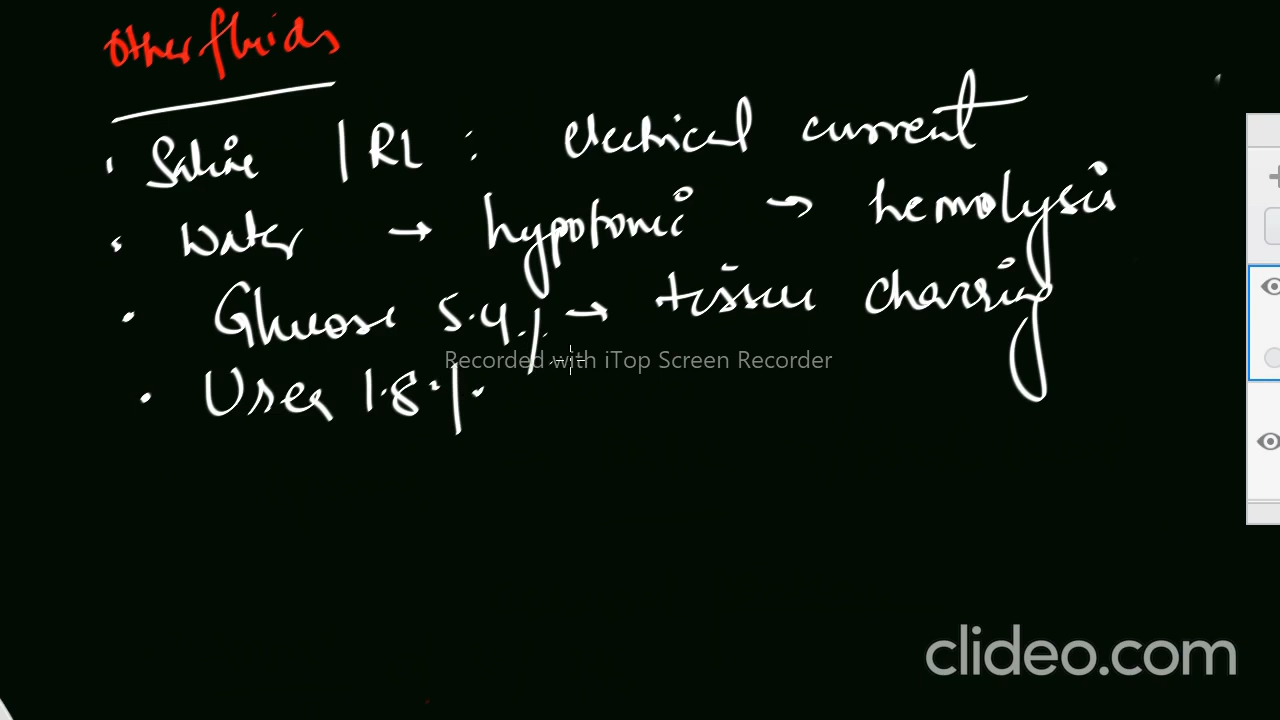 Other fluids
• Saline / RL : electrical current
• Water → hypotonic → hemolysis
• Glucose 5.4% → tissue charring
Recorded with iTop Screen Recorder
• Urea 1.8%.
clideo.com